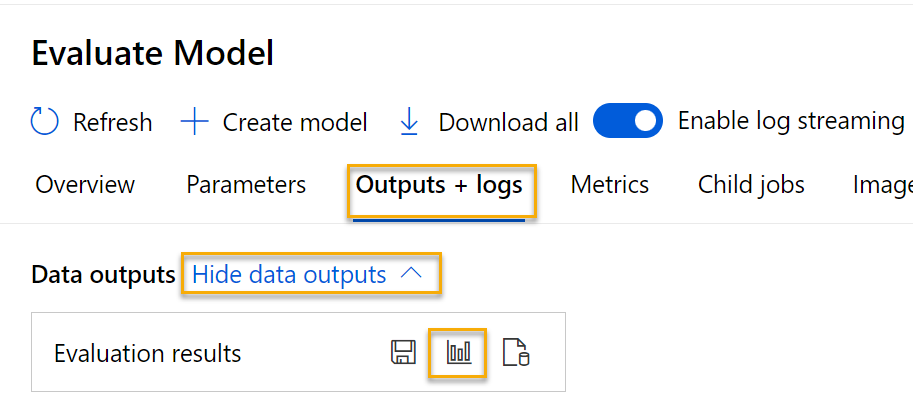 Evaluate Model
Refresh Create model Download all Enable log streaming
Overview Parameters Outputs + logs Metrics Child jobs Image
Data outputs Hide data outputs
Evaluation results